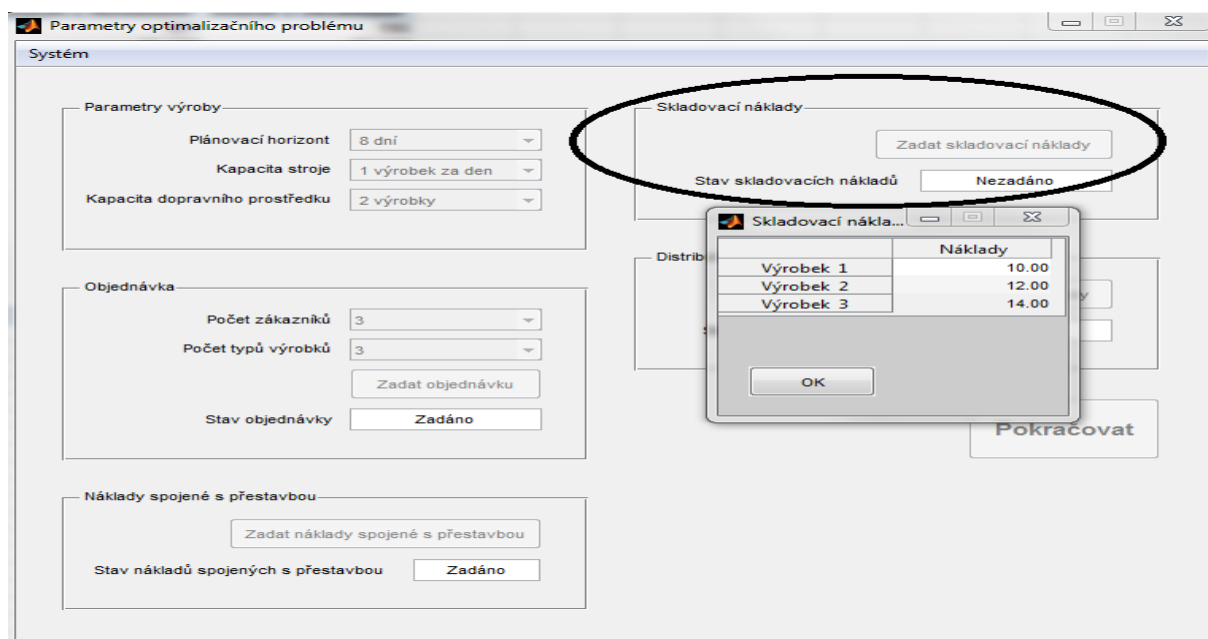 Parametry optimalizačního problému
Systém
Parametry výroby
Plánovací horizont 8 dní
Kapacita stroje 1 výrobek za den
Kapacita dopravního prostředku 2 výrobky
Objednávka
Počet zákazníků 3
Počet typů výrobků 3
Zadat objednávku
Stav objednávky Zadáno
Náklady spojené s přestavbou
Zadat náklady spojené s přestavbou
Stav nákladů spojených s přestavbou Zadáno
Skladovací náklady
Zadat skladovací náklady
Stav skladovacích nákladů Nezadáno
Distrib
Skladovací nákla...
Náklady
Výrobek 1 10.00
Výrobek 2 12.00
Výrobek 3 14.00
OK
Pokračovat